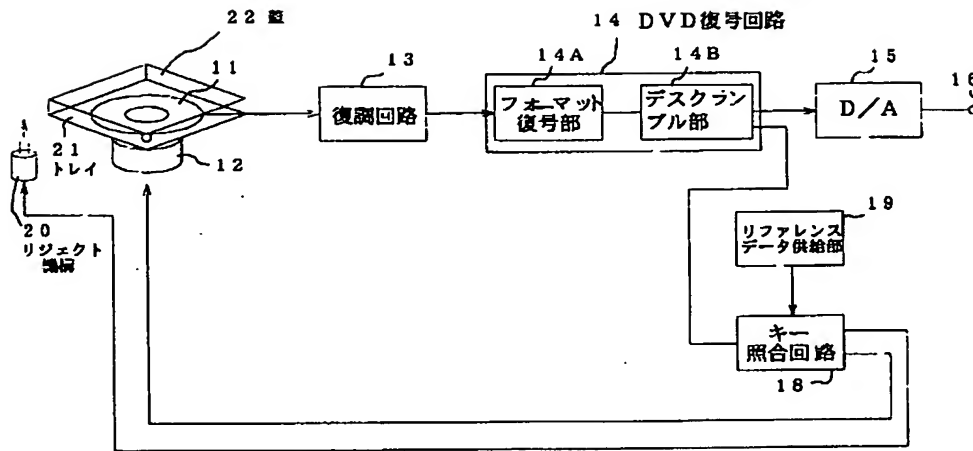 22 蓋
11
21
トレイ
12
20
リジェクト
機構
13
復調回路
14 DVD復号回路
14A
フォーマット
復号部
14B
デスクラン
ブル部
15
D/A
16
19
リファレンス
データ供給部
キー
照合回路
18